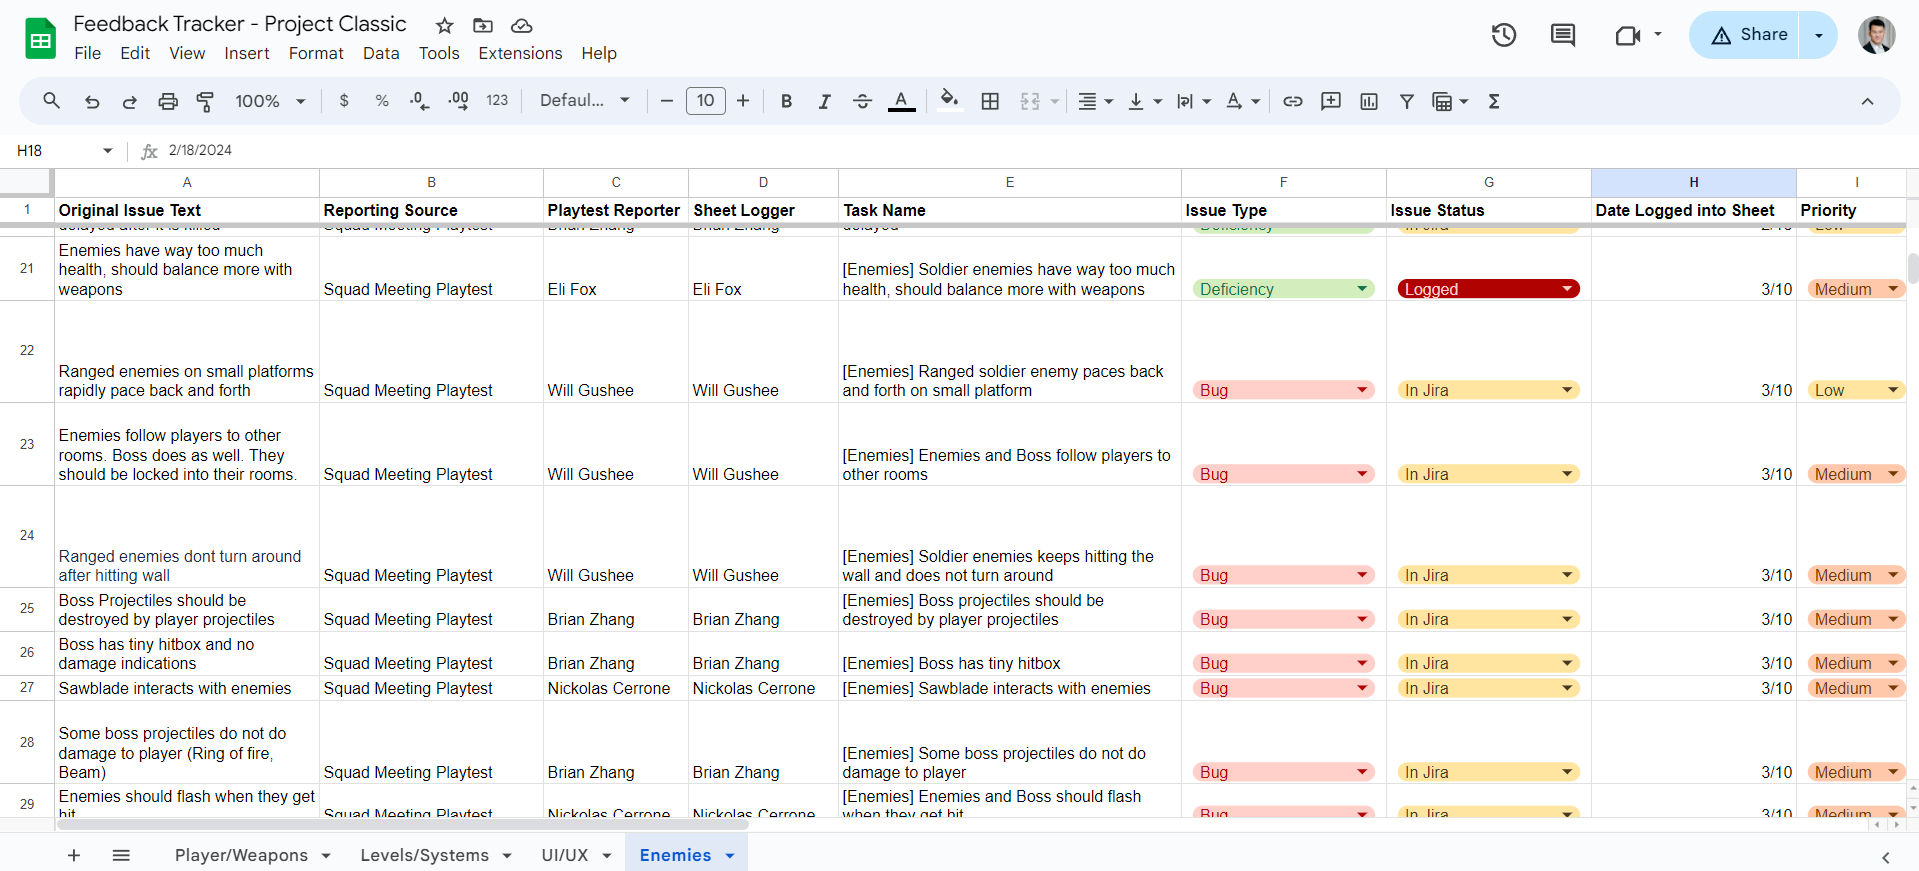 Feedback Tracker - Project Classic
File Edit View Insert Format Data Tools Extensions Help
Share
100% $ % .0 .00 123 Defaul... 10 B I A
H18 fx 2/18/2024
A B C D E F G H I
1 Original Issue Text Reporting Source Playtest Reporter Sheet Logger Task Name Issue Type Issue Status Date Logged into Sheet Priority
delayed after it is killed Squad Meeting Playtest Brian Zhang Brian Zhang delayed Deficiency In Jira Low
21
Enemies have way too much
health, should balance more with
weapons
Squad Meeting Playtest
Eli Fox
Eli Fox
[Enemies] Soldier enemies have way too much
health, should balance more with weapons
Deficiency
Logged
3/10
Medium
22
Ranged enemies on small platforms
rapidly pace back and forth
Squad Meeting Playtest
Will Gushee
Will Gushee
[Enemies] Ranged soldier enemy paces back
and forth on small platform
Bug
In Jira
3/10
Low
23
Enemies follow players to other
rooms. Boss does as well. They
should be locked into their rooms.
Squad Meeting Playtest
Will Gushee
Will Gushee
[Enemies] Enemies and Boss follow players to
other rooms
Bug
In Jira
3/10
Medium
24
Ranged enemies dont turn around
after hitting wall
Squad Meeting Playtest
Will Gushee
Will Gushee
[Enemies] Soldier enemies keeps hitting the
wall and does not turn around
Bug
In Jira
3/10
Medium
25
Boss Projectiles should be
destroyed by player projectiles
Squad Meeting Playtest
Brian Zhang
Brian Zhang
[Enemies] Boss projectiles should be
destroyed by player projectiles
Bug
In Jira
3/10
Medium
26
Boss has tiny hitbox and no
damage indications
Squad Meeting Playtest
Brian Zhang
Brian Zhang
[Enemies] Boss has tiny hitbox
Bug
In Jira
3/10
Medium
27
Sawblade interacts with enemies
Squad Meeting Playtest
Nickolas Cerrone
Nickolas Cerrone
[Enemies] Sawblade interacts with enemies
Bug
In Jira
3/10
Medium
28
Some boss projectiles do not do
damage to player (Ring of fire,
Beam)
Squad Meeting Playtest
Brian Zhang
Brian Zhang
[Enemies] Some boss projectiles do not do
damage to player
Bug
In Jira
3/10
Medium
29
Enemies should flash when they get
hit
Squad Meeting Playtest
Nickolas Cerrone
Nickolas Cerrone
[Enemies] Enemies and Boss should flash
when they get hit
Bug
In Jira
3/10
Medium
Player/Weapons Levels/Systems UI/UX Enemies